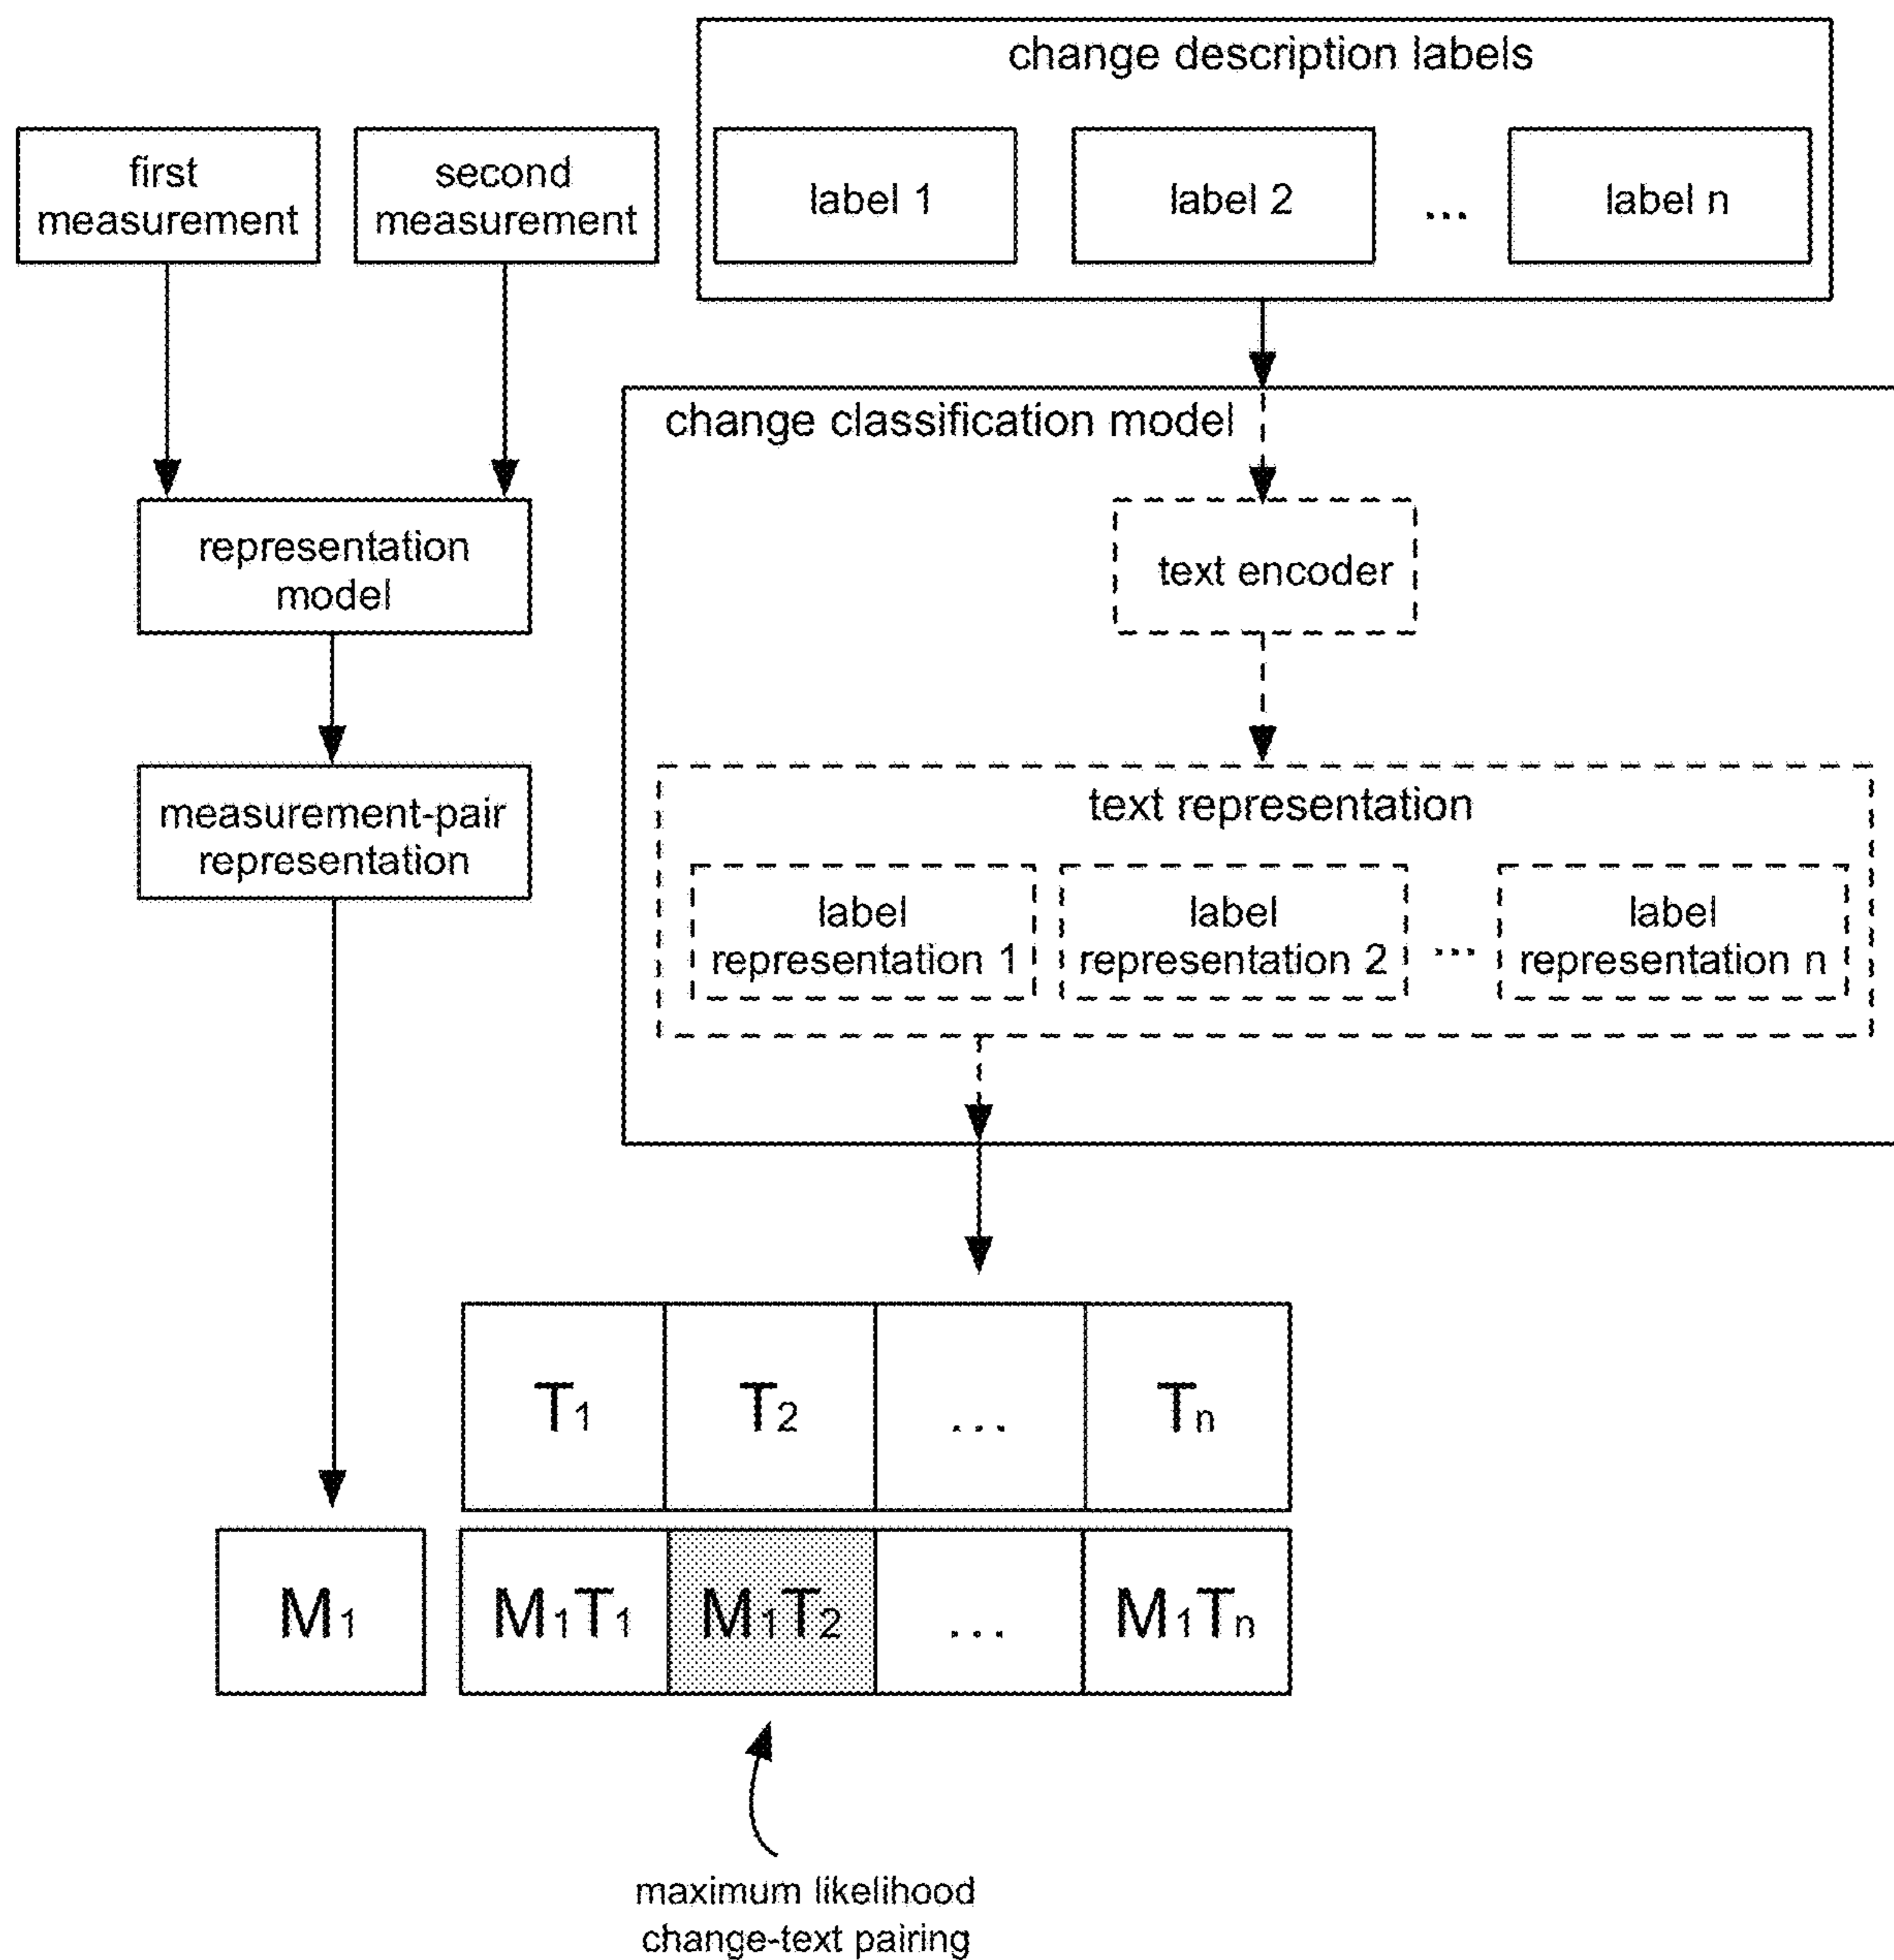 change description labels
first
measurement
second
measurement
label 1
label 2
...
label n
change classification model
representation
model
text encoder
measurement-pair
representation
text representation
label
representation 1
label
representation 2
...
label
representation n
T1
T2
...
Tn
M1
M1T1
M1T2
...
M1Tn
maximum likelihood
change-text pairing